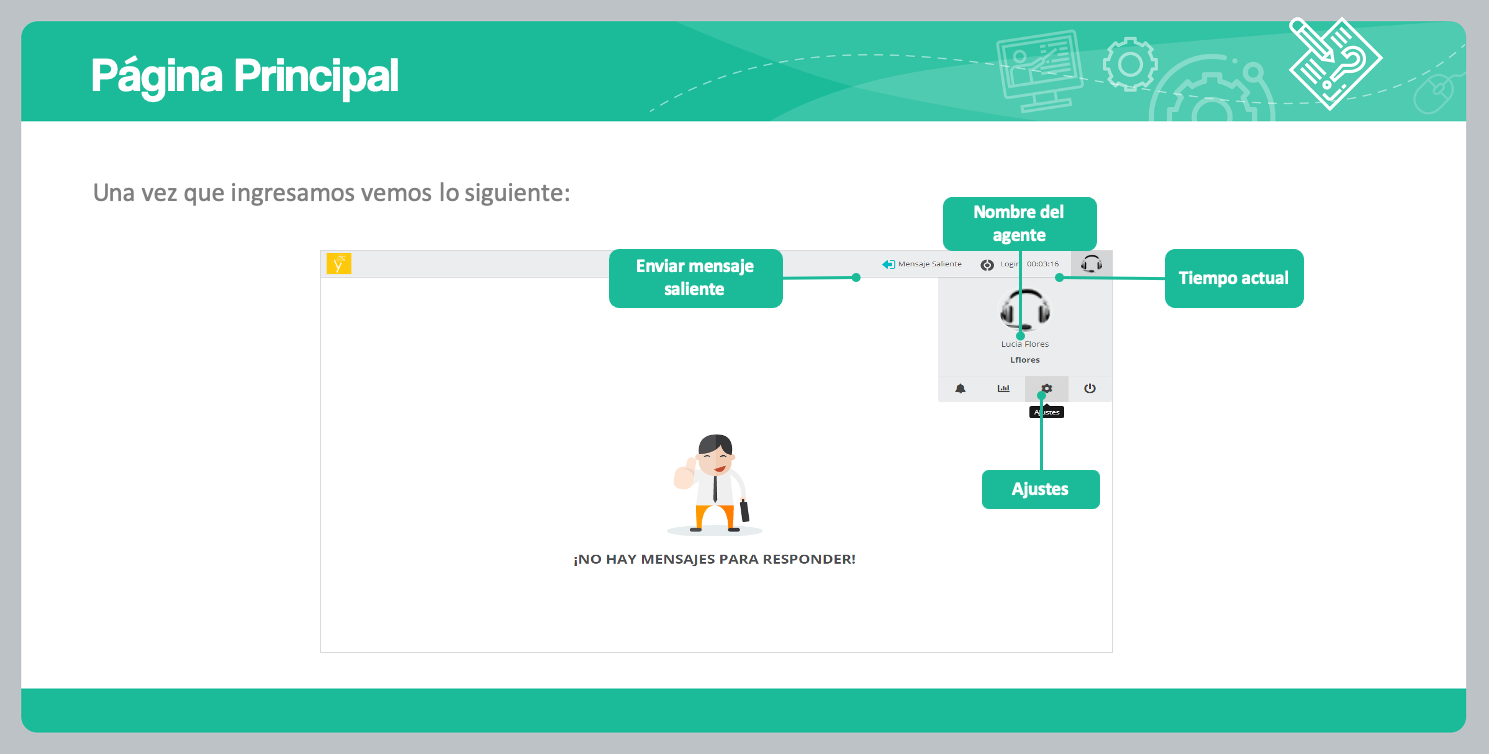 Página Principal
Una vez que ingresamos vemos lo siguiente:
Nombre del
agente
Enviar mensaje
saliente
Mensaje Saliente
Login
00:03:16
Tiempo actual
Lucia Flores
Lflores
Ajustes
Ajustes
¡NO HAY MENSAJES PARA RESPONDER!